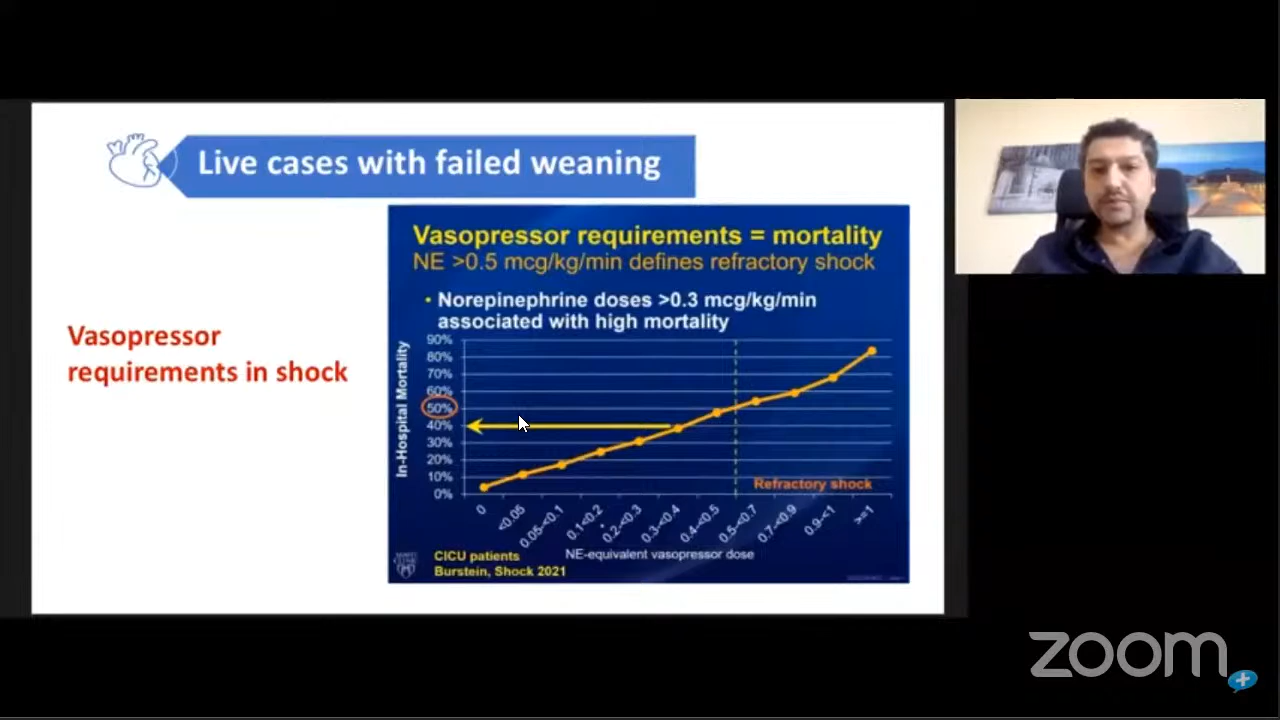 Live cases with failed weaning
Vasopressor
requirements in shock
Vasopressor requirements = mortality
NE >0.5 mcg/kg/min defines refractory shock
• Norepinephrine doses >0.3 mcg/kg/min
associated with high mortality
In-Hospital Mortality
90%
80%
70%
60%
50%
40%
30%
20%
10%
0%
Refractory shock
0
<0.05
0.05-<0.1
0.1<0.2
0.2-<0.3
0.3-<0.4
0.4-<0.5
0.5-<0.7
0.7-<0.9
0.9-<1
>=1
NE-equivalent vasopressor dose
CICU patients
Burstein, Shock 2021
zoom